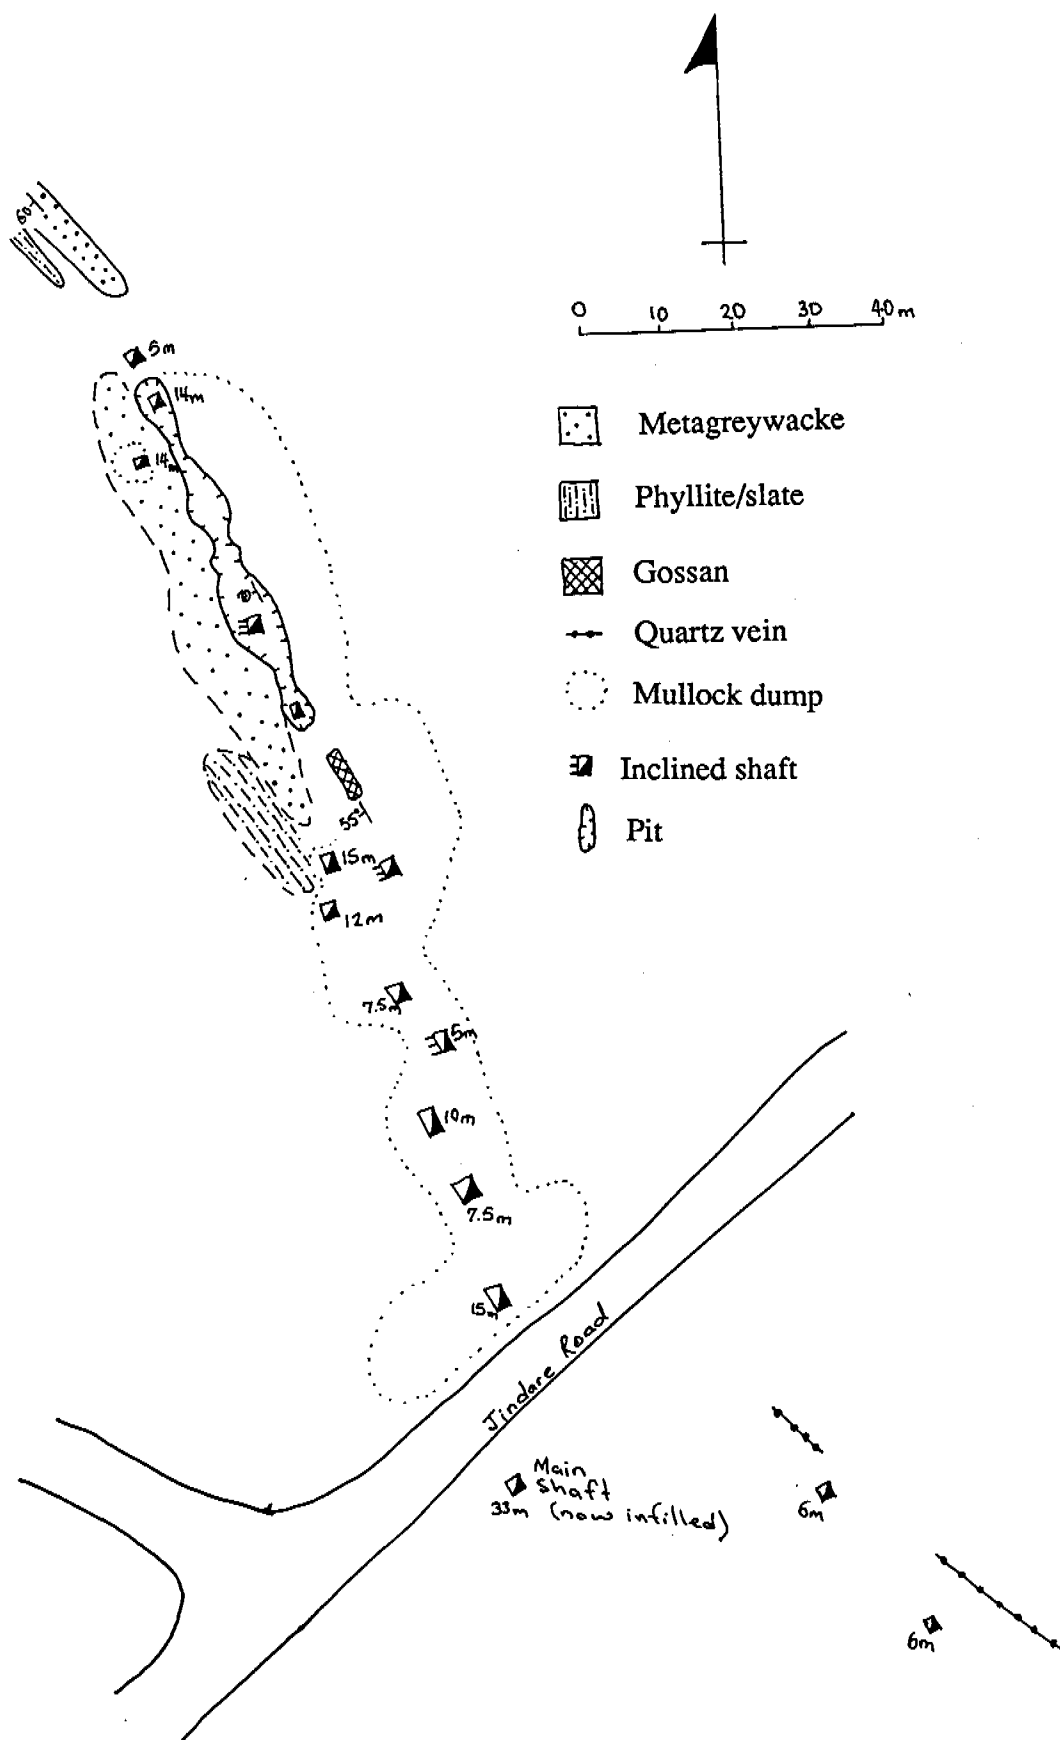 60
0 10 20 30 40m
5m
14m
14m
Metagreywacke
Phyllite/slate
Gossan
Quartz vein
Mullock dump
Inclined shaft
Pit
55°
15m
12m
7.5m
5m
10m
7.5m
15m
Jindare Road
Main
Shaft
33m (now infilled)
6m
6m